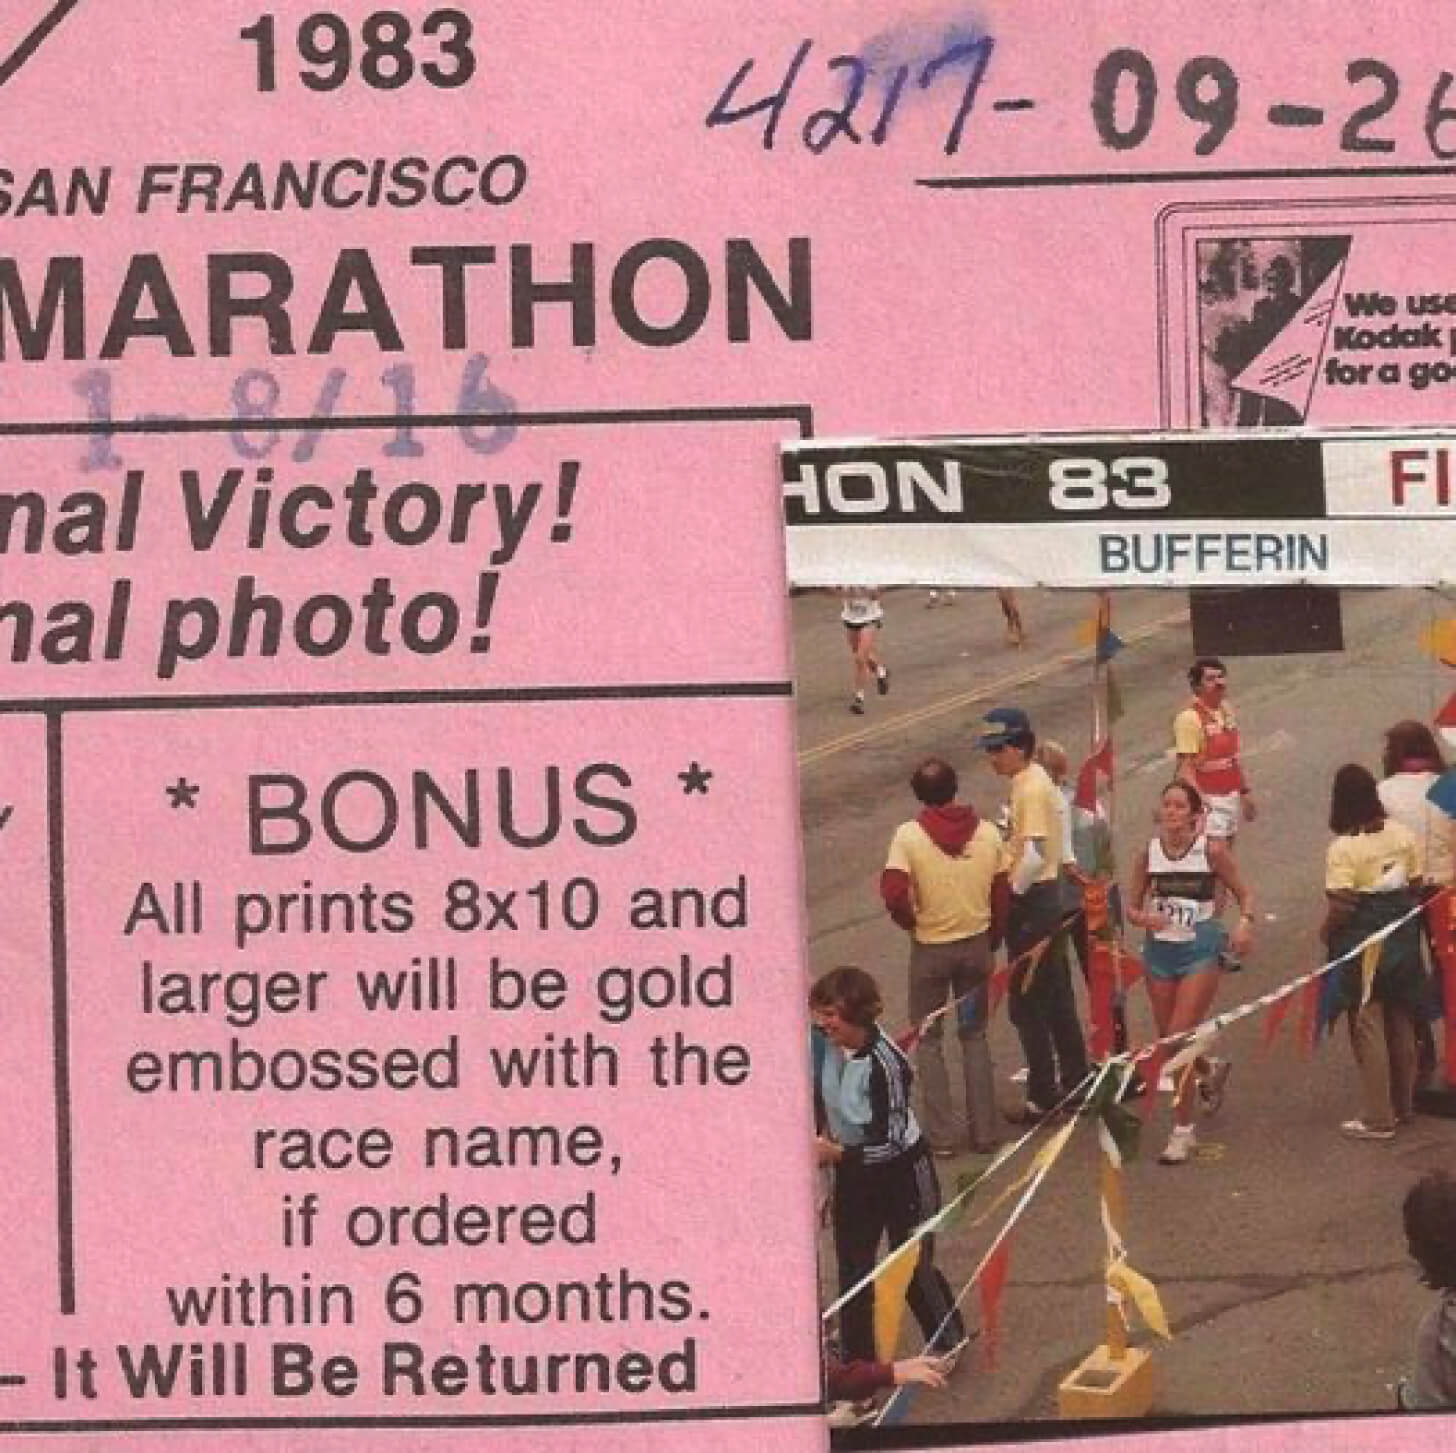 1983
4217-09-26
SAN FRANCISCO
MARATHON
1-8/16
We use
Kodak
for a
nal Victory!
nal photo!
HON 83 FI
BUFFERIN
* BONUS *
All prints 8x10 and
larger will be gold
embossed with the
race name,
if ordered
within 6 months.
- It Will Be Returned
4217